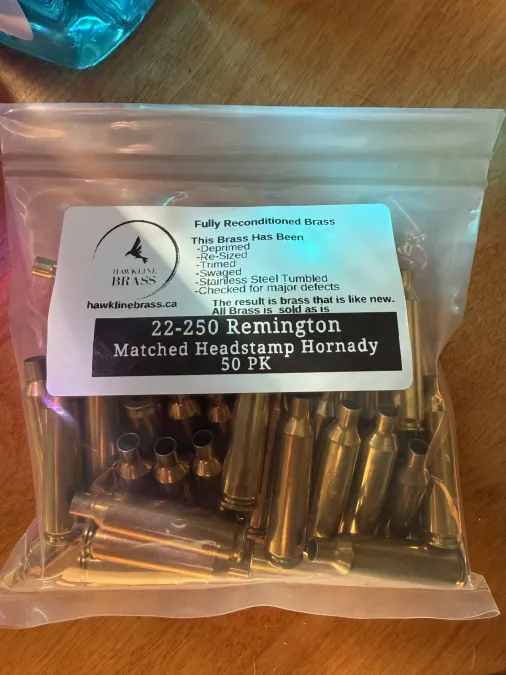 HAWKLINE
BRASS
hawklinebrass.ca
Fully Reconditioned Brass
This Brass Has Been
-Deprimed
-Re-Sized
-Trimed
-Swaged
-Stainless Steel Tumbled
-Checked for major defects
The result is brass that is like new.
All Brass is sold as is
22-250 Remington
Matched Headstamp Hornady
50 PK